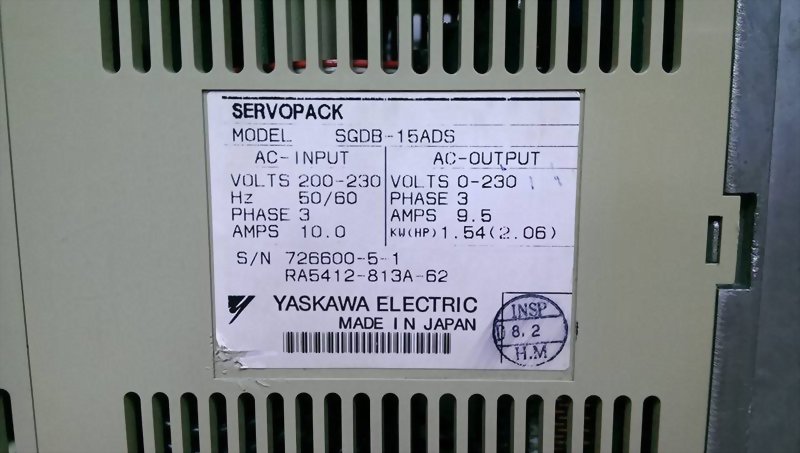 SERVOPACK
MODEL SGDB-15ADS
AC-INPUT
VOLTS 200-230
Hz 50/60
PHASE 3
AMPS 10.0
AC-OUTPUT
VOLTS 0-230
PHASE 3
AMPS 9.5
KW(HP) 1.54(2.06)
S/N 726600-5-1
RA5412-813A-62
YASKAWA ELECTRIC
MADE IN JAPAN
INSP
8.2
H.M